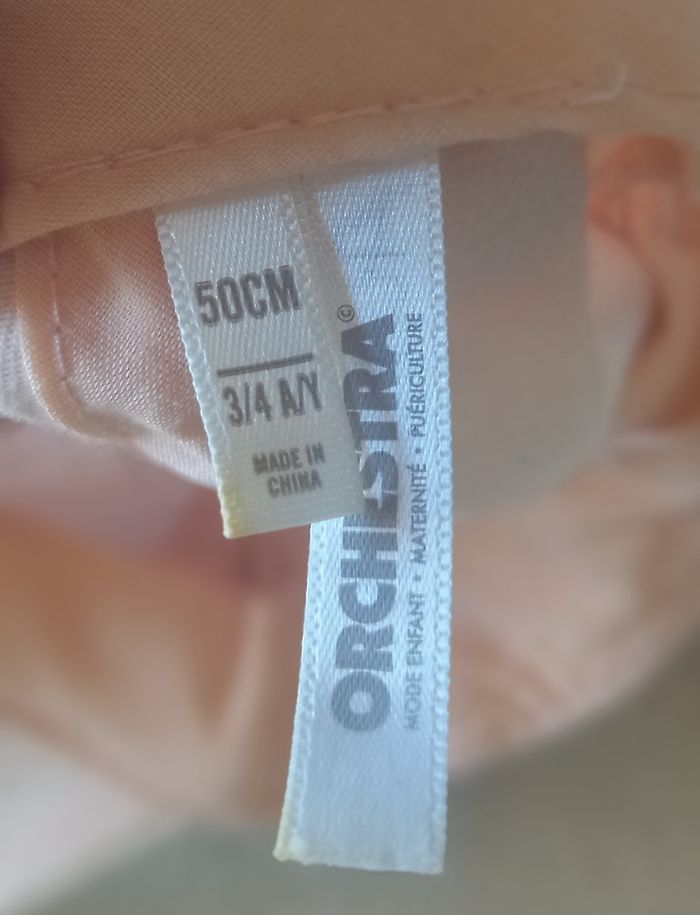 50CM
3/4 A/Y
MADE IN
CHINA
ORCHESTRA©
MODE ENFANT • MATERNITÉ • PUÉRICULTURE